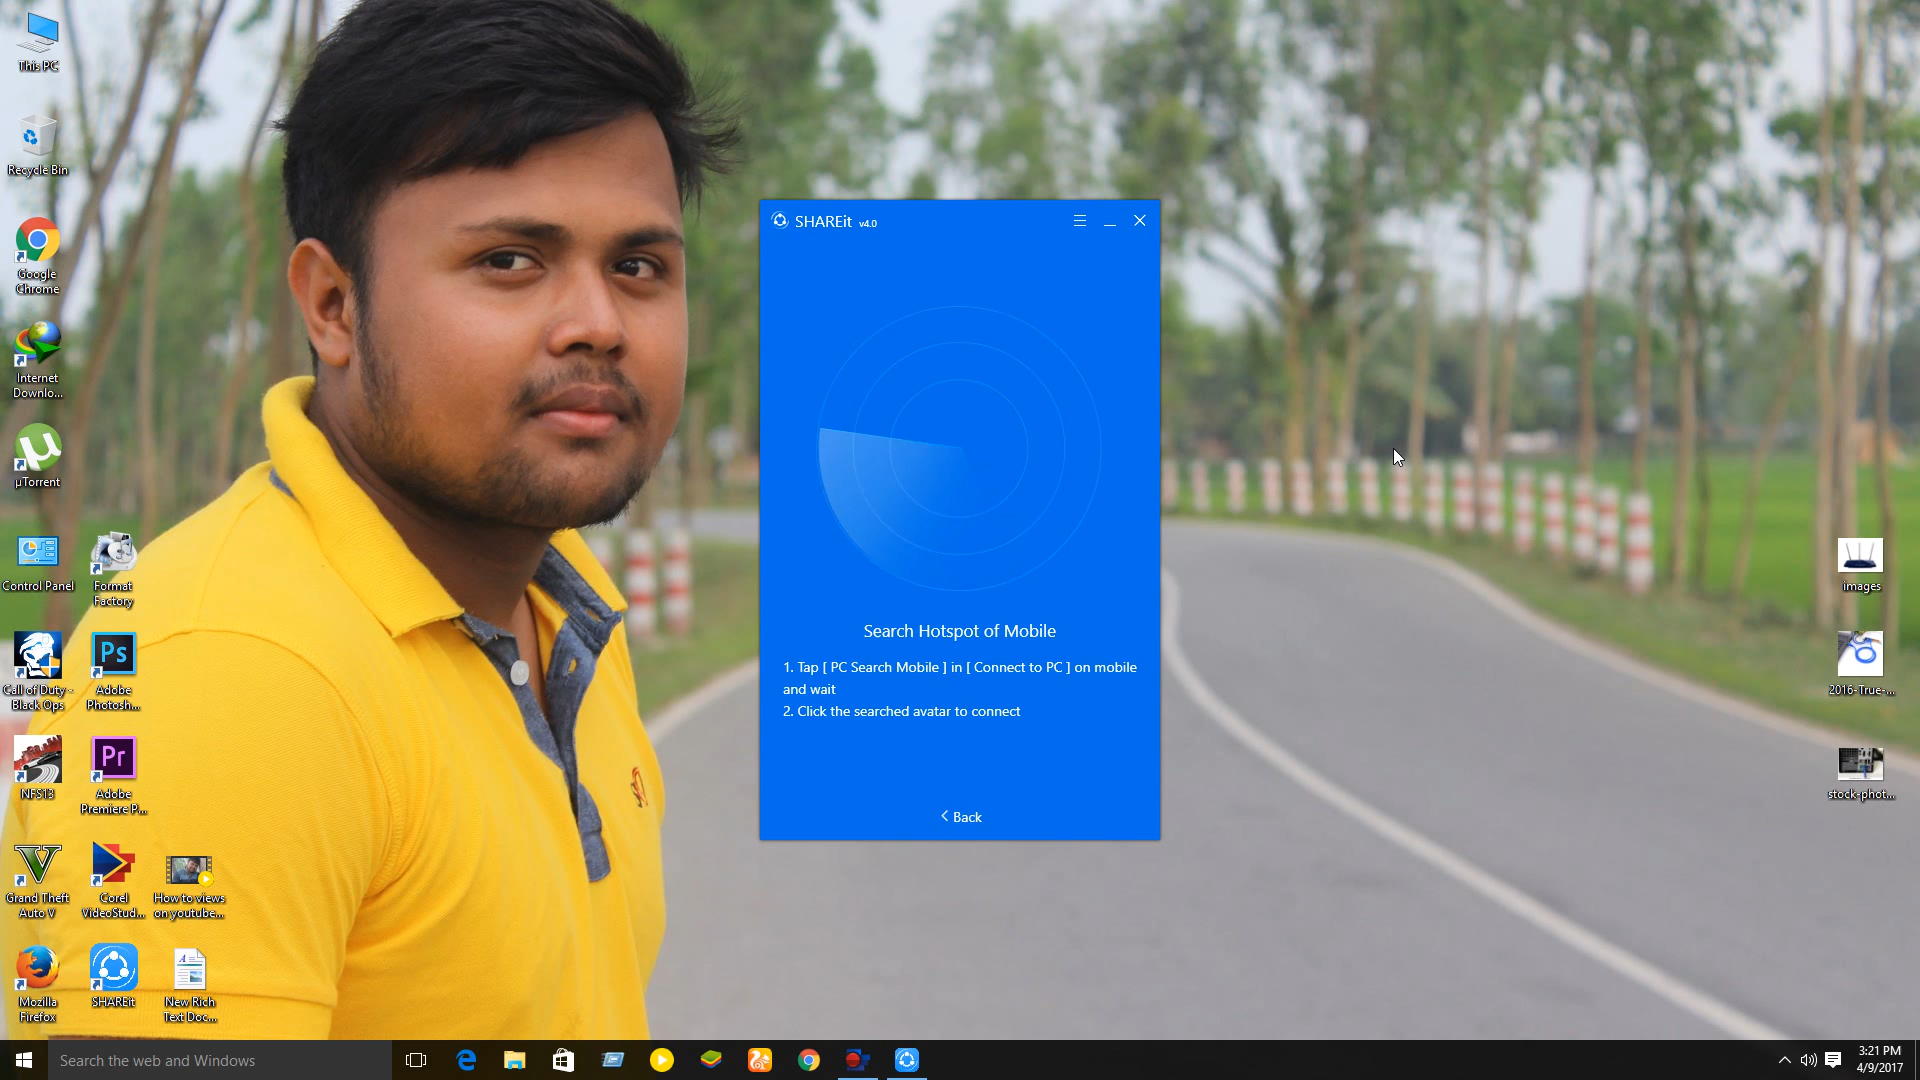 This PC
Recycle Bin
Google
Chrome
Internet
Downlo...
µTorrent
Control Panel
Format
Factory
Call of Duty -
Black Ops
Ps
Adobe
Photosh...
NFS13
Pr
Adobe
Premiere P...
Grand Theft
Auto V
Corel
VideoStud...
How to views
on youtube...
Mozilla
Firefox
SHAREit
New Rich
Text Doc...
SHAREit v4.0
Search Hotspot of Mobile
1. Tap [ PC Search Mobile ] in [ Connect to PC ] on mobile
and wait
2. Click the searched avatar to connect
Back
images
2016-True-...
stock-phot...
Search the web and Windows
3:21 PM
4/9/2017